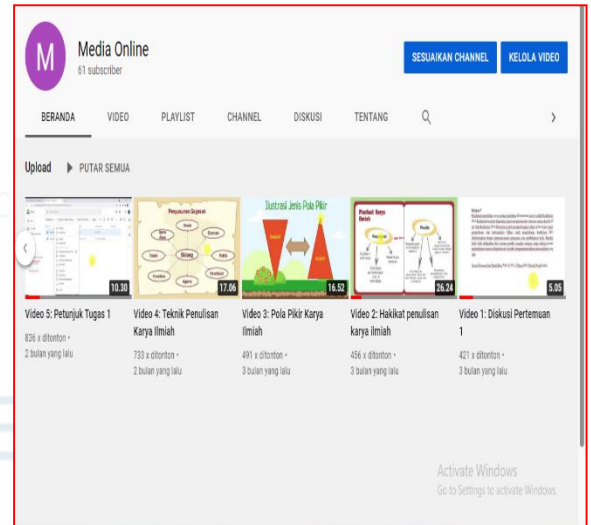 M
Media Online
61 subscriber
SESUAIKAN CHANNEL
KELOLA VIDEO
BERANDA VIDEO PLAYLIST CHANNEL DISKUSI TENTANG
Upload PUTAR SEMUA
10.30
Penyusunan Gagasan
17.06
Ilustrasi Jenis Pola Pikir
16.52
Hakikat Karya
Ilmiah
26.24
5.05
Video 5: Petunjuk Tugas 1
836 x ditonton •
2 bulan yang lalu
Video 4: Teknik Penulisan
Karya Ilmiah
733 x ditonton •
2 bulan yang lalu
Video 3: Pola Pikir Karya
Ilmiah
491 x ditonton •
3 bulan yang lalu
Video 2: Hakikat penulisan
karya ilmiah
456 x ditonton •
3 bulan yang lalu
Video 1: Diskusi Pertemuan
1
421 x ditonton •
3 bulan yang lalu
Activate Windows
Go to Settings to activate Windows.